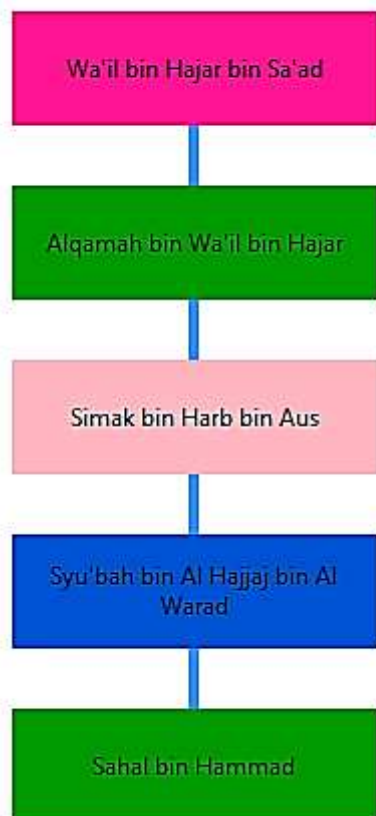 Wa'il bin Hajar bin Sa'ad
Alqamah bin Wa'il bin Hajar
Simak bin Harb bin Aus
Syu'bah bin Al Hajjaj bin Al
Warad
Sahal bin Hammad